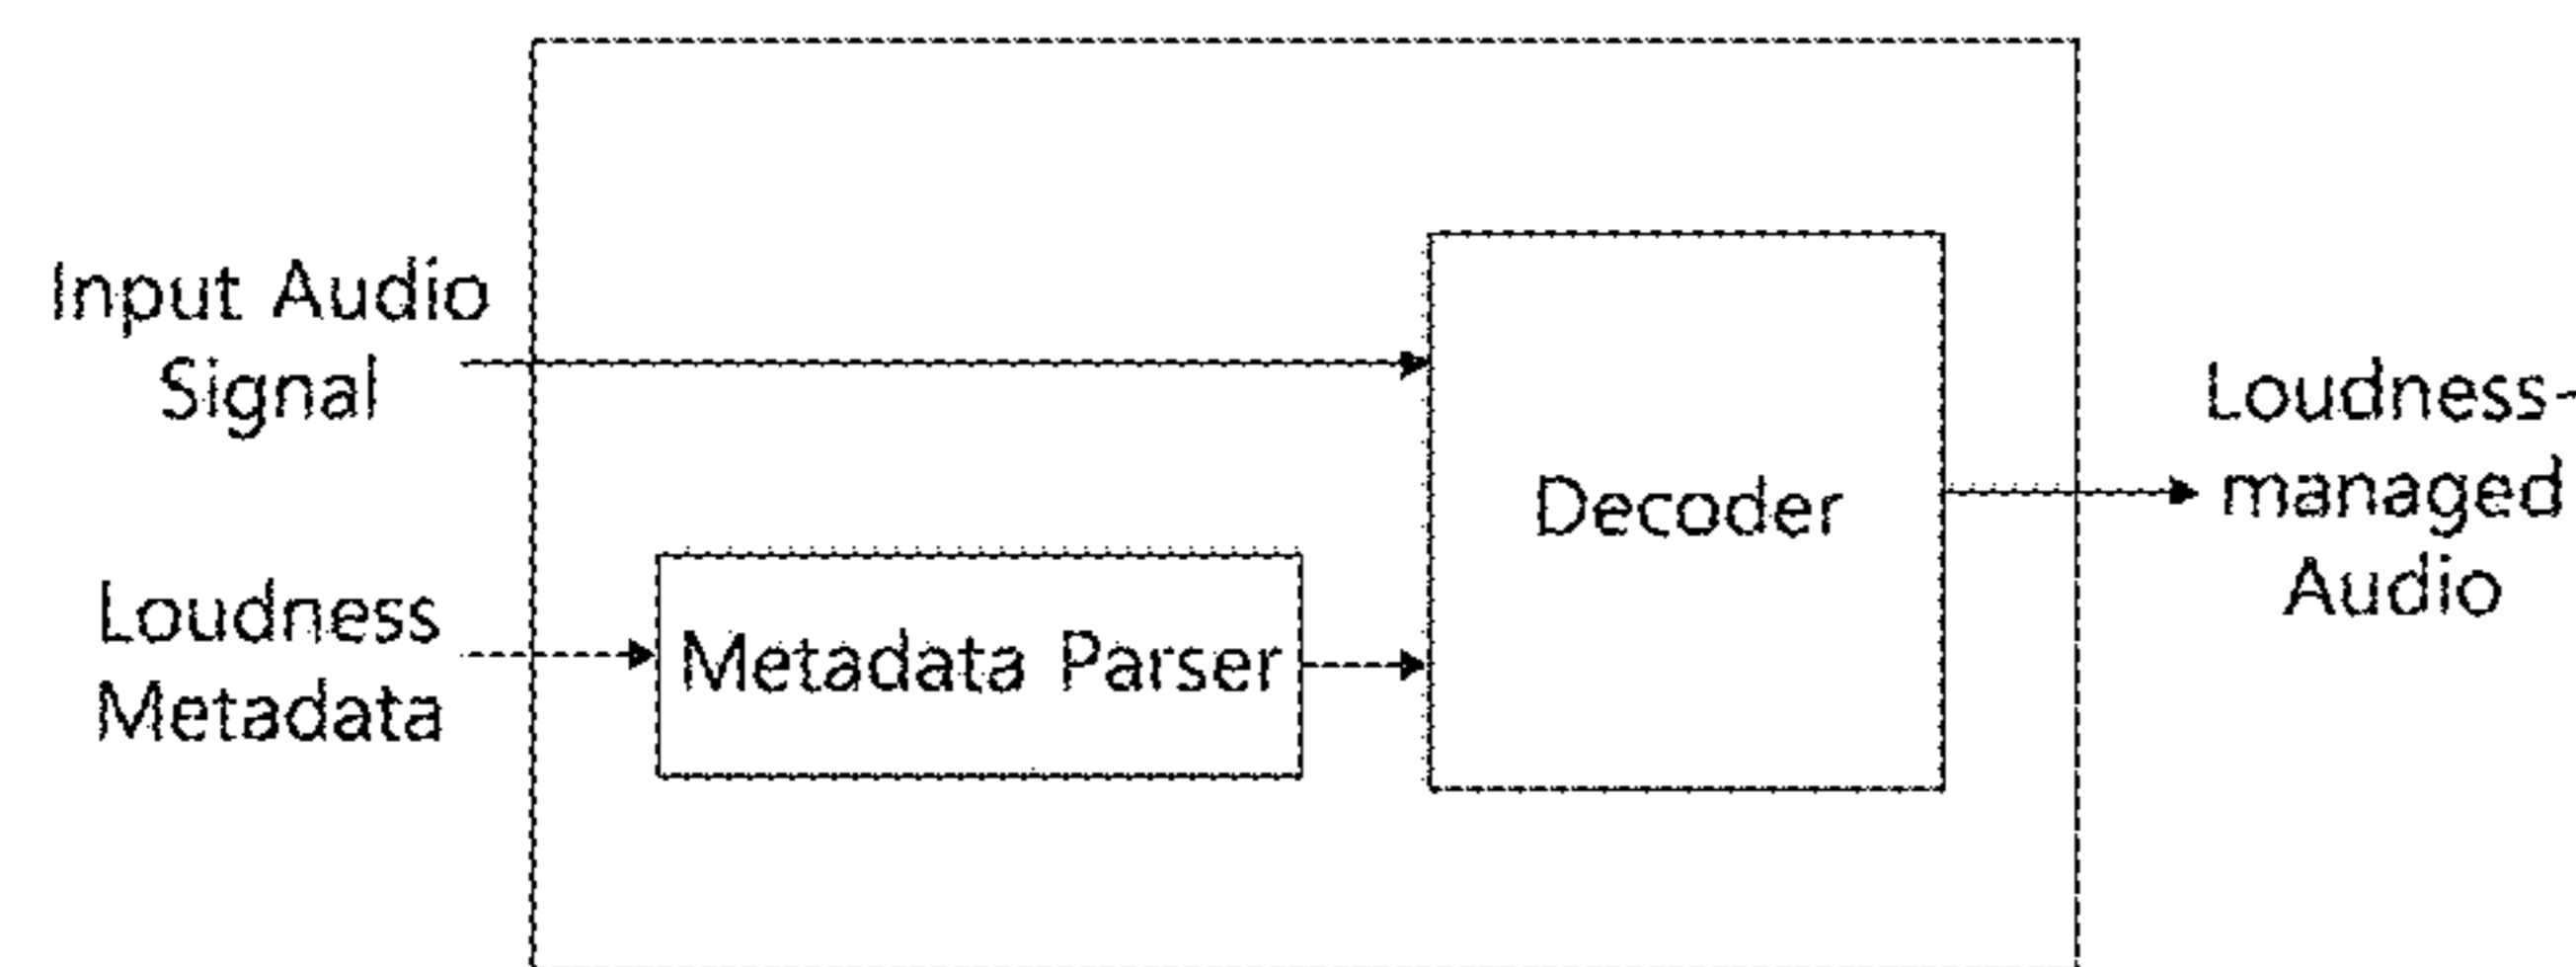 Input Audio
Signal
Loudness
Metadata
Metadata Parser
Decoder
Loudness-
managed
Audio